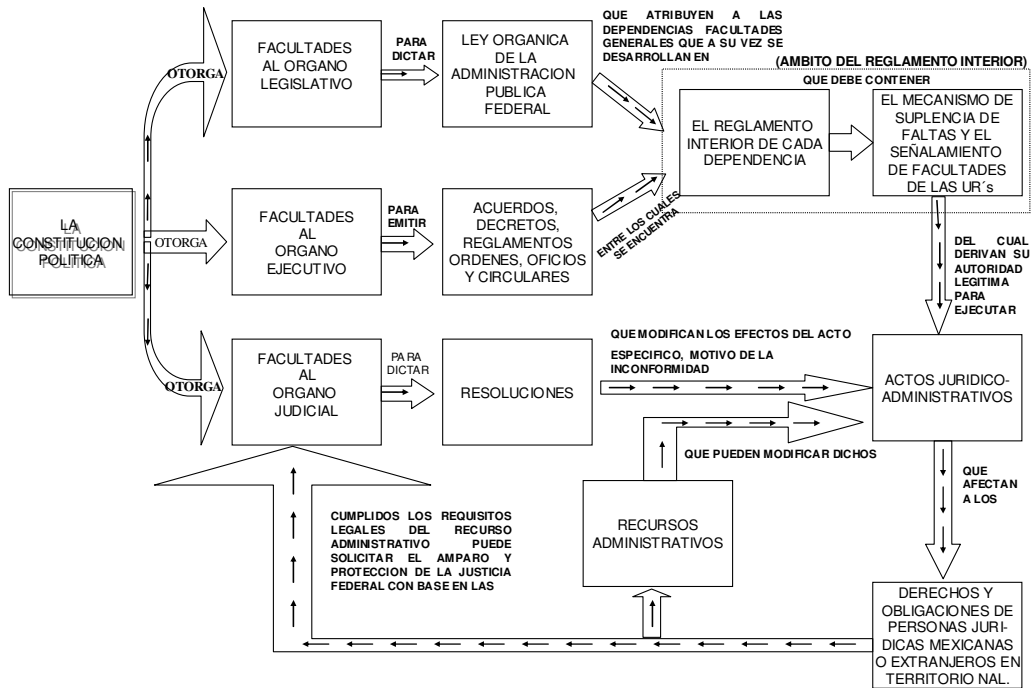 LA
CONSTITUCION
POLITICA
OTORGA
FACULTADES
AL ORGANO
LEGISLATIVO
PARA
DICTAR
LEY ORGANICA
DE LA
ADMINISTRACION
PUBLICA
FEDERAL
QUE ATRIBUYEN A LAS
DEPENDENCIAS FACULTADES
GENERALES QUE A SU VEZ SE
DESARROLLAN EN
(AMBITO DEL REGLAMENTO INTERIOR)
QUE DEBE CONTENER
EL REGLAMENTO
INTERIOR DE CADA
DEPENDENCIA
EL MECANISMO DE
SUPLENCIA DE
FALTAS Y EL
SEÑALAMIENTO
DE FACULTADES
DE LAS UR´s
OTORGA
FACULTADES
AL
ORGANO
EJECUTIVO
PARA
EMITIR
ACUERDOS,
DECRETOS,
REGLAMENTOS
ORDENES, OFICIOS
Y CIRCULARES
ENTRE LOS CUALES
SE ENCUENTRA
DEL CUAL
DERIVAN SU
AUTORIDAD
LEGITIMA
PARA
EJECUTAR
OTORGA
FACULTADES
AL
ORGANO
JUDICIAL
PARA
DICTAR
RESOLUCIONES
QUE MODIFICAN LOS EFECTOS DEL ACTO
ESPECIFICO, MOTIVO DE LA
INCONFORMIDAD
ACTOS JURIDICO-
ADMINISTRATIVOS
QUE PUEDEN MODIFICAR DICHOS
QUE
AFECTAN
A LOS
CUMPLIDOS LOS REQUISITOS
LEGALES DEL RECURSO
ADMINISTRATIVO PUEDE
SOLICITAR EL AMPARO Y
PROTECCION DE LA JUSTICIA
FEDERAL CON BASE EN LAS
RECURSOS
ADMINISTRATIVOS
DERECHOS Y
OBLIGACIONES DE
PERSONAS JURI-
DICAS MEXICANAS
O EXTRANJEROS EN
TERRITORIO NAL.